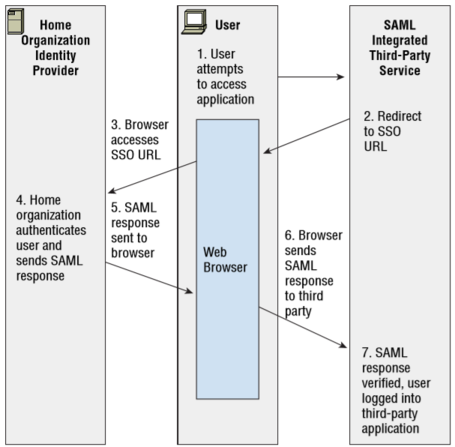 Home
Organization
Identity
Provider
User
SAML
Integrated
Third-Party
Service
1. User
attempts
to access
application
2. Redirect
to SSO
URL
3. Browser
accesses
SSO URL
4. Home
organization
authenticates
user and
sends SAML
response
5. SAML
response
sent to
browser
Web
Browser
6. Browser
sends
SAML
response
to third
party
7. SAML
response
verified, user
logged into
third-party
application